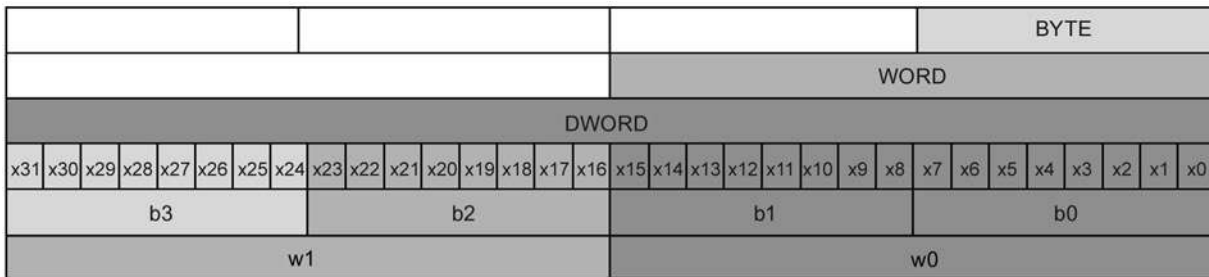 BYTE
WORD
DWORD
x31 x30 x29 x28 x27 x26 x25 x24 x23 x22 x21 x20 x19 x18 x17 x16 x15 x14 x13 x12 x11 x10 x9 x8 x7 x6 x5 x4 x3 x2 x1 x0
b3 b2 b1 b0
w1 w0